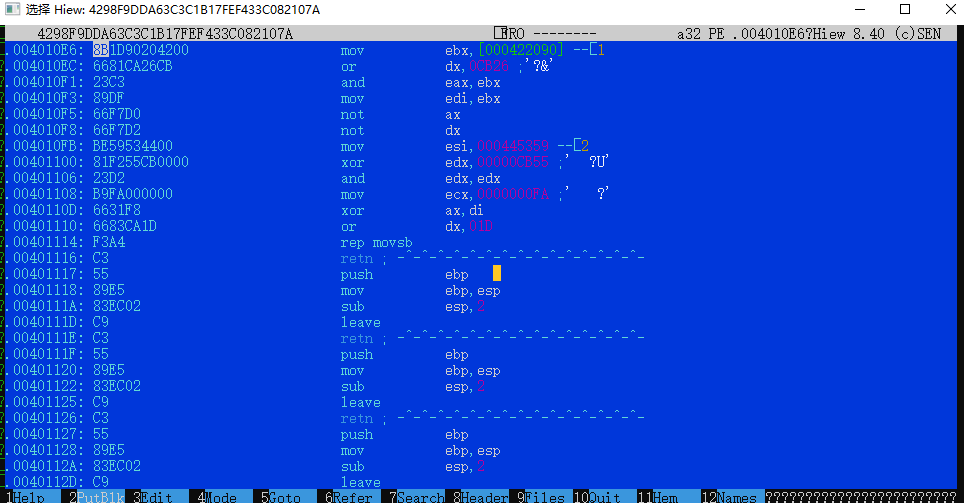 选择 Hiew: 4298F9DDA63C3C1B17FEF433C082107A
4298F9DDA63C3C1B17FEF433C082107A FRO -------- a32 PE .004010E6?Hiew 8.40 (c)SEN
?.004010E6: 8B1D90204200 mov ebx,[000422090] --[1
?.004010EC: 6681CA26CB or dx,0CB26 ;'?&'
?.004010F1: 23C3 and eax,ebx
?.004010F3: 89DF mov edi,ebx
?.004010F5: 66F7D0 not ax
?.004010F8: 66F7D2 not dx
?.004010FB: BE59534400 mov esi,000445359 --[2
?.00401100: 81F255CB0000 xor edx,00000CB55 ;'  ?U'
?.00401106: 23D2 and edx,edx
?.00401108: B9FA000000 mov ecx,0000000FA ;'   ?'
?.0040110D: 6631F8 xor ax,di
?.00401110: 6683CA1D or dx,01D
?.00401114: F3A4 rep movsb
?.00401116: C3 retn ; -^-^-^-^-^-^-^-^-^-^-^-^-^-^-^-
?.00401117: 55 push ebp
?.00401118: 89E5 mov ebp,esp
?.0040111A: 83EC02 sub esp,2
?.0040111D: C9 leave
?.0040111E: C3 retn ; -^-^-^-^-^-^-^-^-^-^-^-^-^-^-^-
?.0040111F: 55 push ebp
?.00401120: 89E5 mov ebp,esp
?.00401122: 83EC02 sub esp,2
?.00401125: C9 leave
?.00401126: C3 retn ; -^-^-^-^-^-^-^-^-^-^-^-^-^-^-^-
?.00401127: 55 push ebp
?.00401128: 89E5 mov ebp,esp
?.0040112A: 83EC02 sub esp,2
?.0040112D: C9 leave
1Help 2PutBlk 3Edit 4Mode 5Goto 6Refer 7Search 8Header 9Files 10Quit 11Hem 12Names ????????????????????????